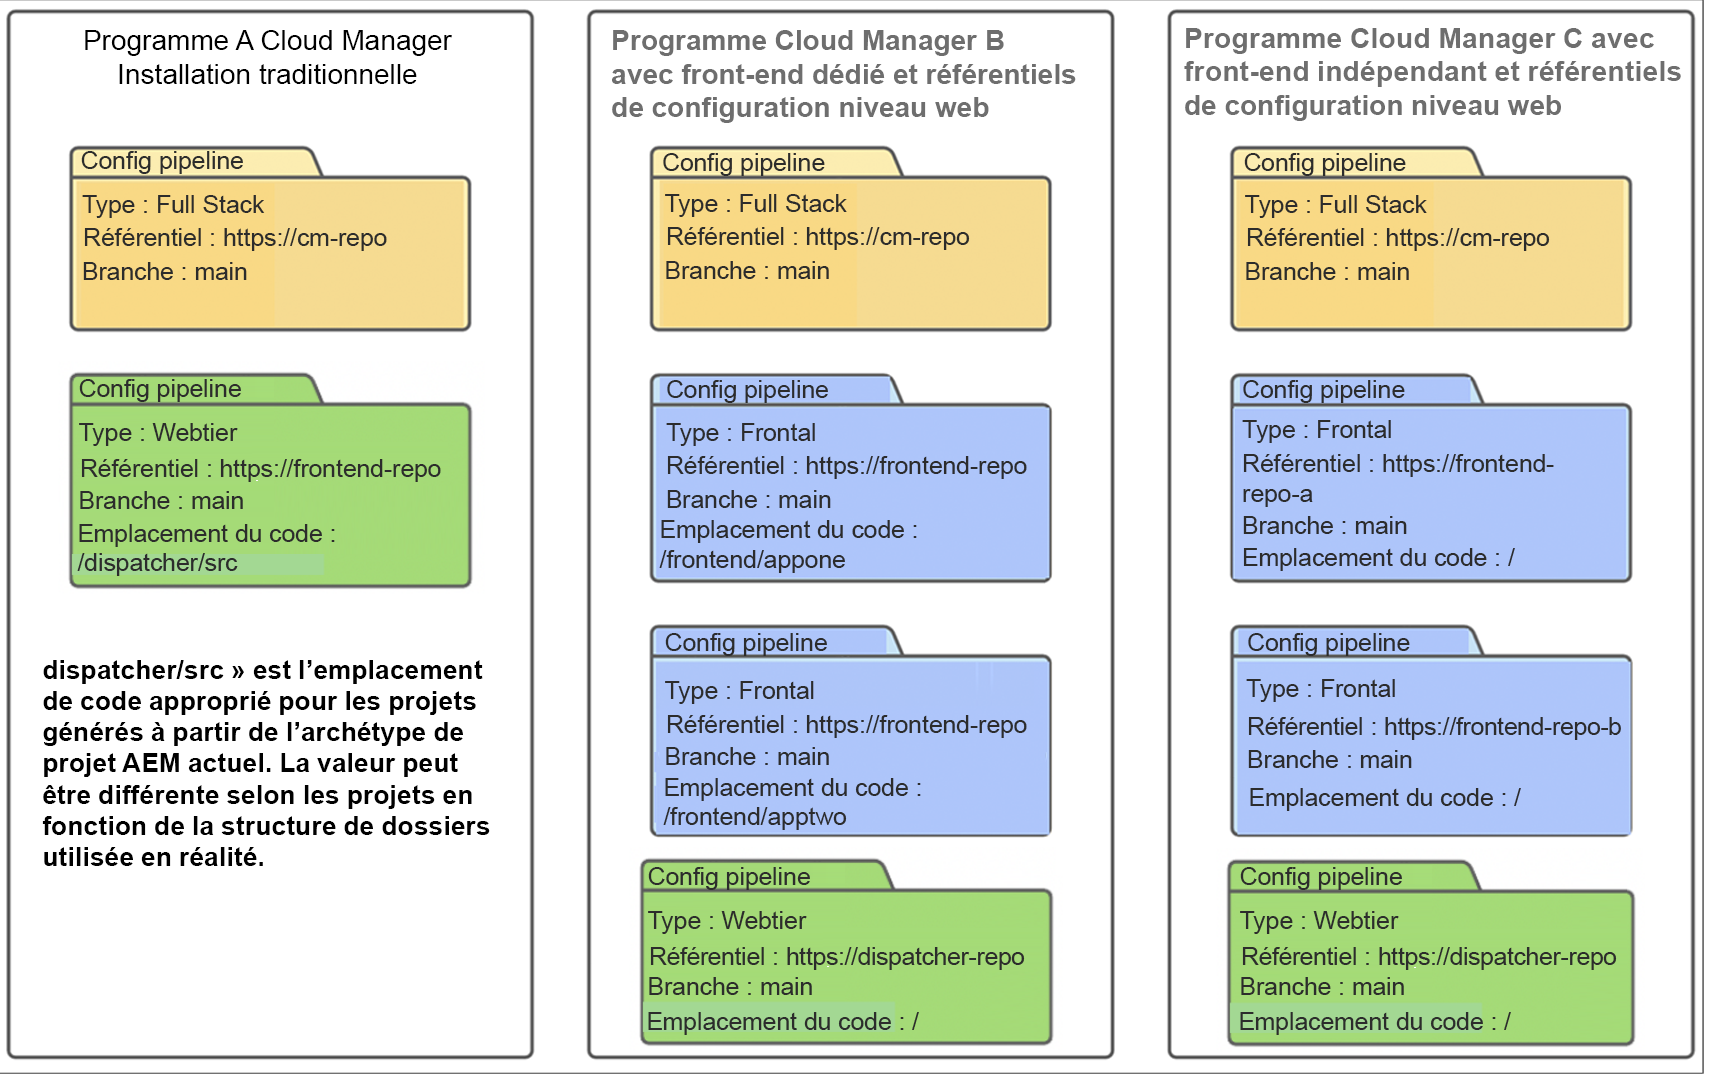 Programme A Cloud Manager
Installation traditionnelle
Config pipeline
Type : Full Stack
Référentiel : https://cm-repo
Branche : main
Config pipeline
Type : Webtier
Référentiel : https://frontend-repo
Branche : main
Emplacement du code :
/dispatcher/src
dispatcher/src » est l’emplacement
de code approprié pour les projets
générés à partir de l’archétype de
projet AEM actuel. La valeur peut
être différente selon les projets en
fonction de la structure de dossiers
utilisée en réalité.
Programme Cloud Manager B
avec front-end dédié et référentiels
de configuration niveau web
Config pipeline
Type : Full Stack
Référentiel : https://cm-repo
Branche : main
Config pipeline
Type : Frontal
Référentiel : https://frontend-repo
Branche : main
Emplacement du code :
/frontend/appone
Config pipeline
Type : Frontal
Référentiel : https://frontend-repo
Branche : main
Emplacement du code :
/frontend/apptwo
Config pipeline
Type : Webtier
Référentiel : https://dispatcher-repo
Branche : main
Emplacement du code : /
Programme Cloud Manager C avec
front-end indépendant et référentiels
de configuration niveau web
Config pipeline
Type : Full Stack
Référentiel : https://cm-repo
Branche : main
Config pipeline
Type : Frontal
Référentiel : https://frontend-
repo-a
Branche : main
Emplacement du code : /
Config pipeline
Type : Frontal
Référentiel : https://frontend-repo-b
Branche : main
Emplacement du code : /
Config pipeline
Type : Webtier
Référentiel : https://dispatcher-repo
Branche : main
Emplacement du code : /